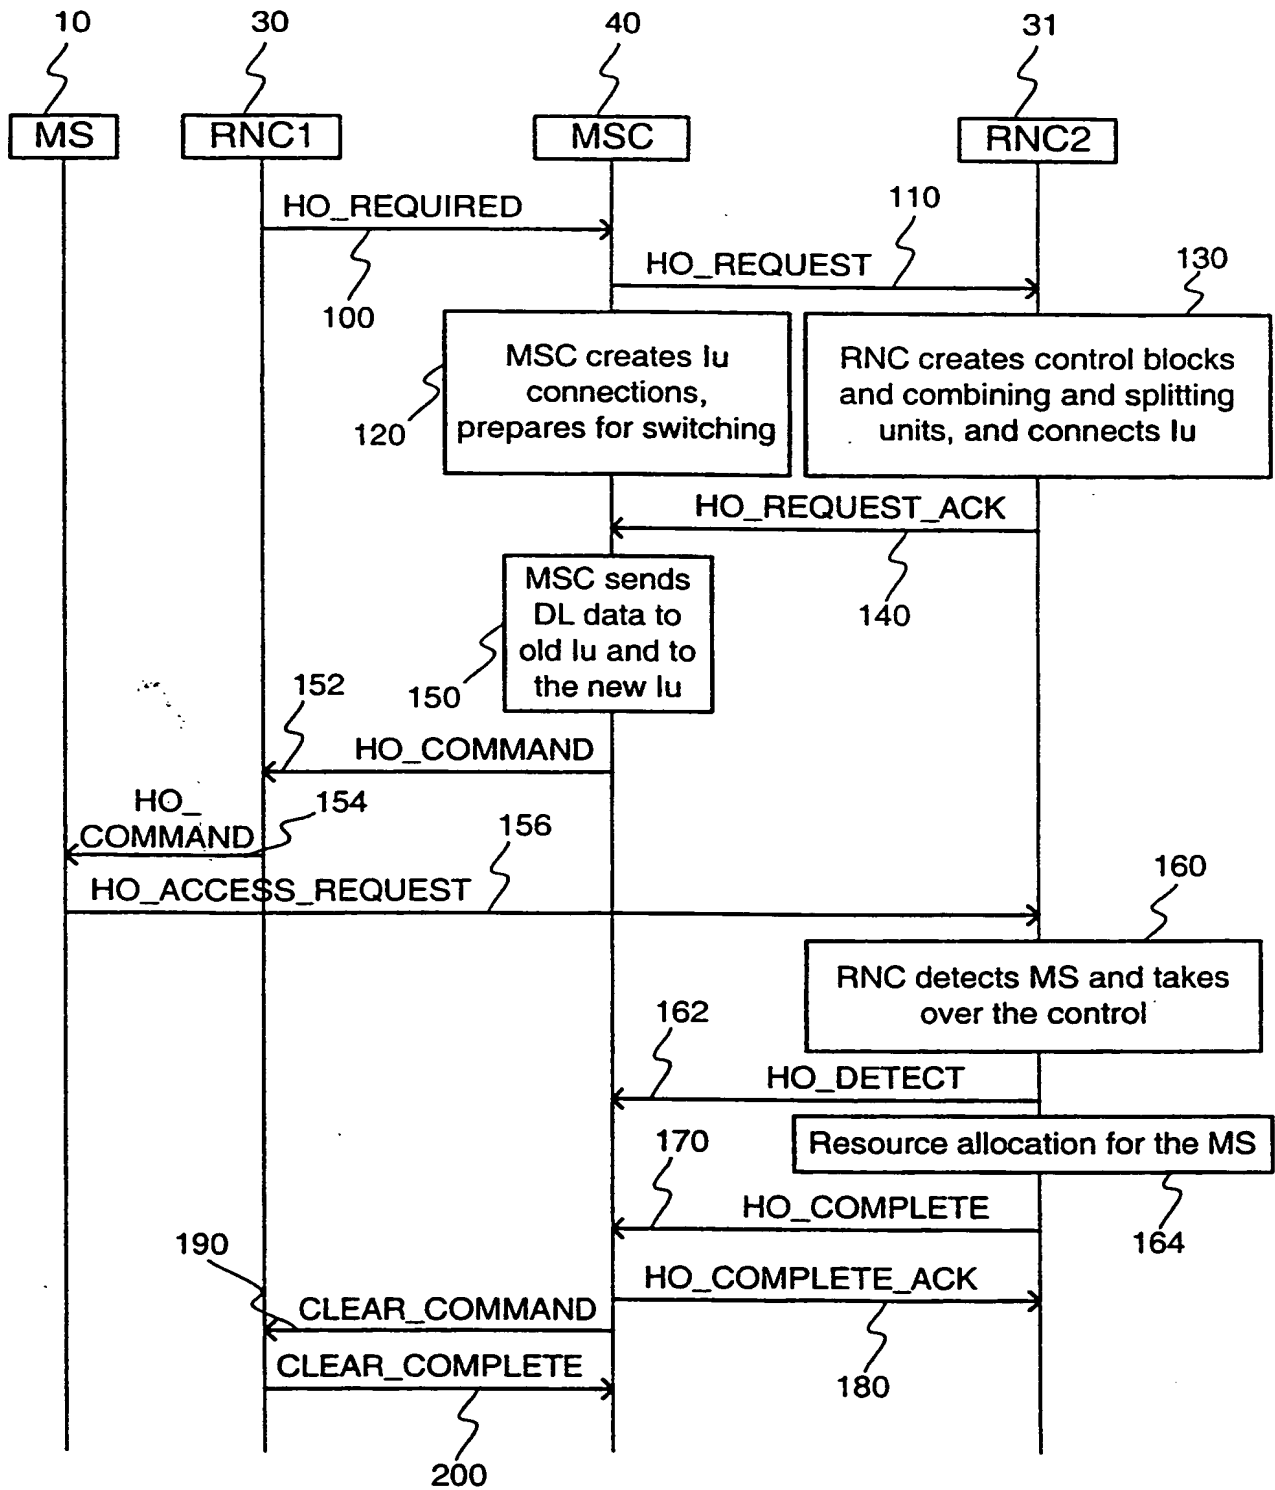 10
30
40
31
MS
RNC1
MSC
RNC2
HO_REQUIRED
100
110
HO_REQUEST
130
MSC creates Iu
connections,
prepares for switching
120
RNC creates control blocks
and combining and splitting
units, and connects Iu
HO_REQUEST_ACK
140
MSC sends
DL data to
old Iu and to
the new Iu
150
152
HO_COMMAND
HO_
COMMAND
154
156
HO_ACCESS_REQUEST
160
RNC detects MS and takes
over the control
162
HO_DETECT
Resource allocation for the MS
164
170
HO_COMPLETE
HO_COMPLETE_ACK
180
190
CLEAR_COMMAND
CLEAR_COMPLETE
200